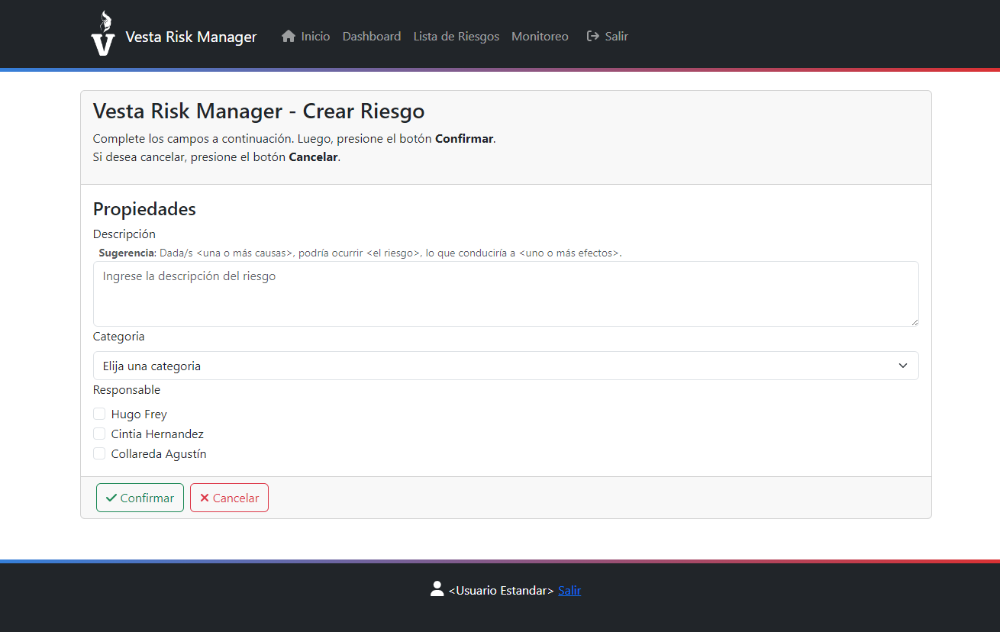 Vesta Risk Manager
Inicio
Dashboard
Lista de Riesgos
Monitoreo
Salir
Vesta Risk Manager - Crear Riesgo
Complete los campos a continuación. Luego, presione el botón Confirmar.
Si desea cancelar, presione el botón Cancelar.
Propiedades
Descripción
Sugerencia: Dada/s <una o más causas>, podría ocurrir <el riesgo>, lo que conduciría a <uno o más efectos>.
Ingrese la descripción del riesgo
Categoria
Elija una categoria
Responsable
Hugo Frey
Cintia Hernandez
Collareda Agustín
Confirmar
Cancelar
<Usuario Estandar> Salir